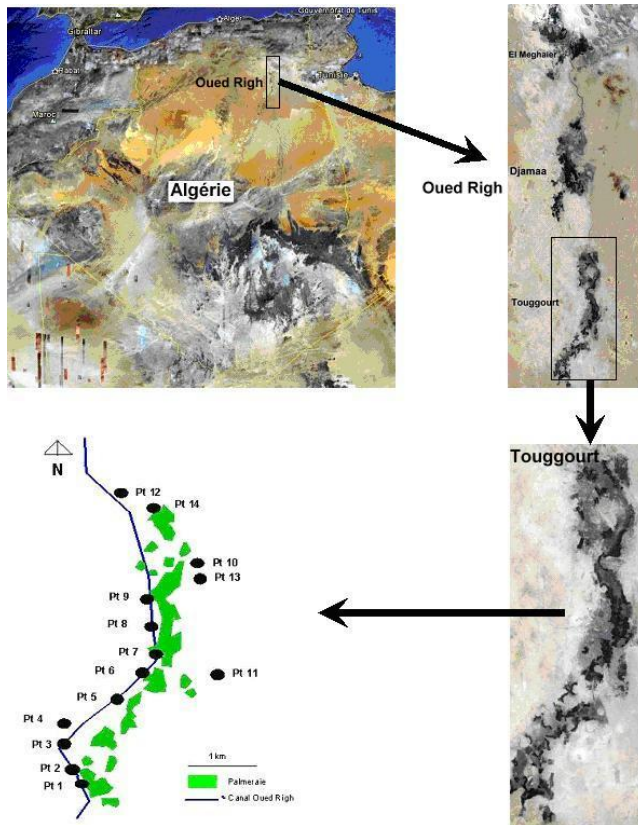 Gouvernorat de Tunis
Alger
Gibraltar
Rabat
Oued Righ
Tunisie
Maroc
Algérie
El Meghaier
Djamaa
Oued Righ
Touggourt
Touggourt
N
Pt 12
Pt 14
Pt 10
Pt 13
Pt 9
Pt 8
Pt 7
Pt 6
Pt 11
Pt 5
Pt 4
Pt 3
Pt 2
Pt 1
1 km
Palmeraie
Canal Oued Righ